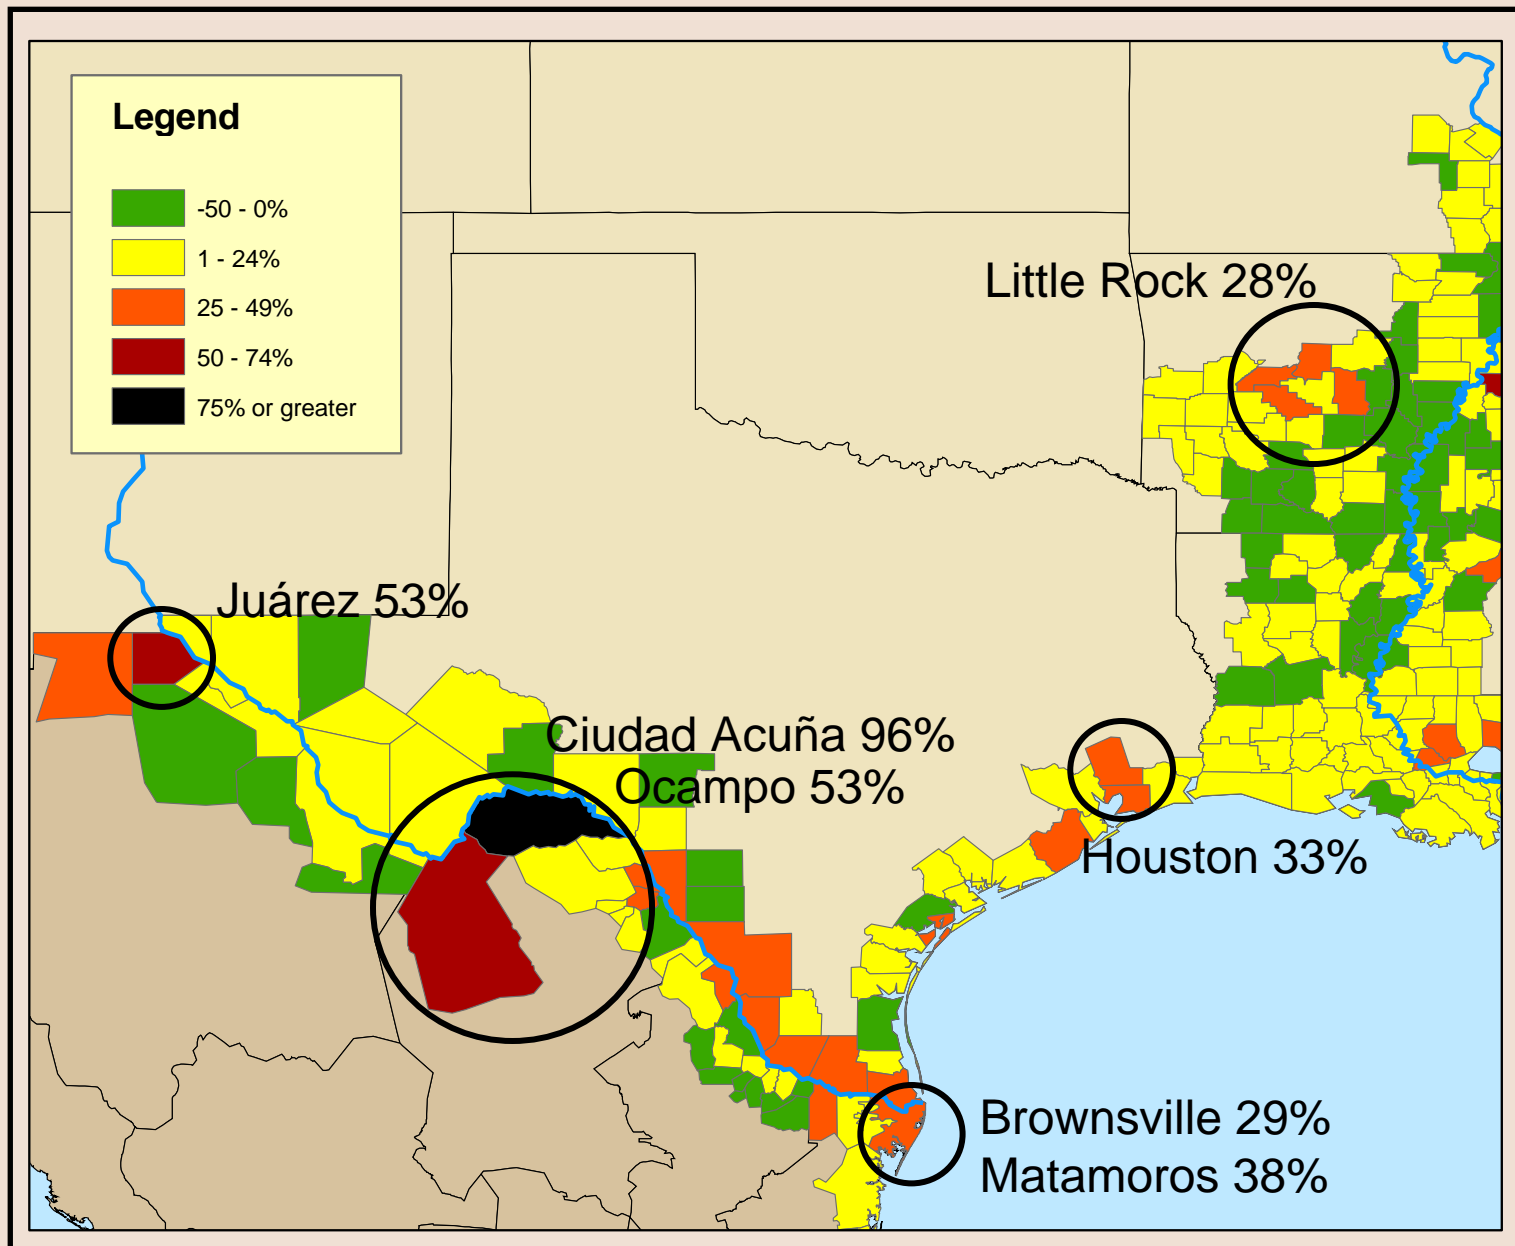 Legend
-50 - 0%
1 - 24%
25 - 49%
50 - 74%
75% or greater
Little Rock 28%
Juárez 53%
Ciudad Acuña 96%
Ocampo 53%
Houston 33%
Brownsville 29%
Matamoros 38%